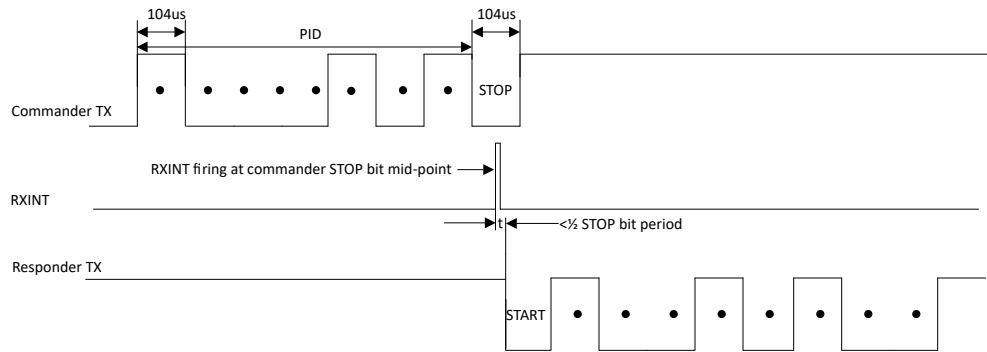 104us
104us
PID
STOP
Commander TX
RXINT firing at commander STOP bit mid-point
RXINT
t
<½ STOP bit period
Responder TX
START